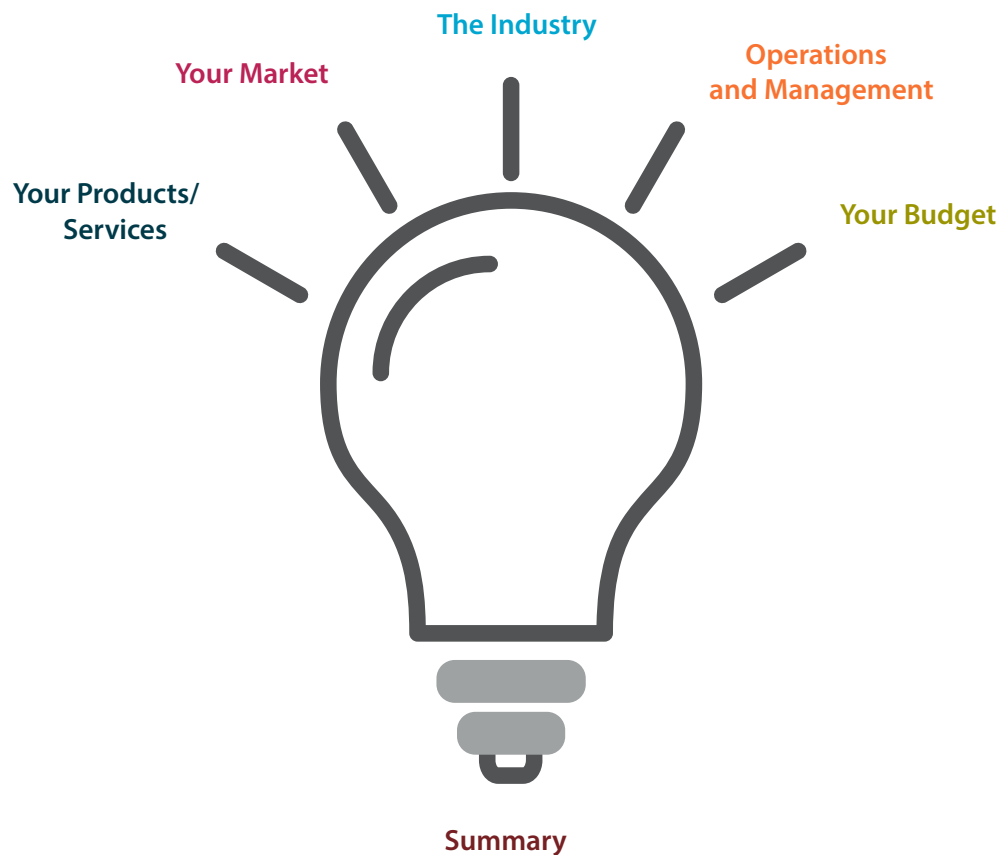 The Industry
Your Market
Operations
and Management
Your Products/
Services
Your Budget
Summary